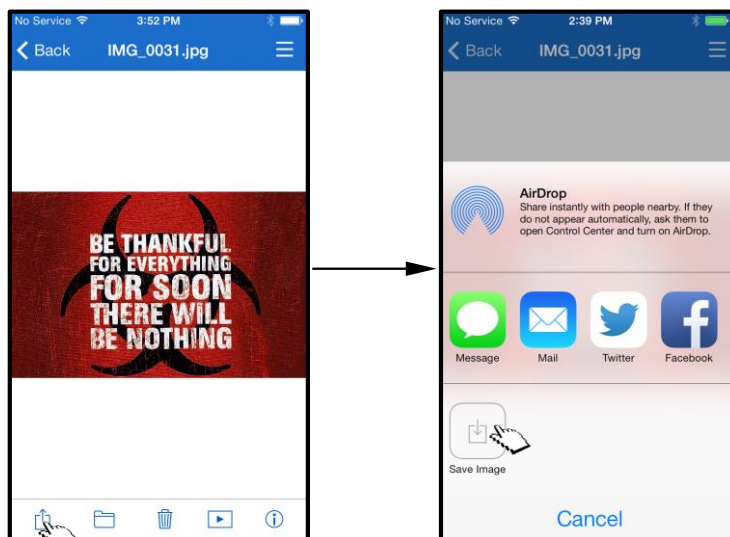 No Service 3:52 PM
Back IMG_0031.jpg
BE THANKFUL
FOR EVERYTHING
FOR SOON
THERE WILL
BE NOTHING
No Service 2:39 PM
Back IMG_0031.jpg
AirDrop
Share instantly with people nearby. If they
do not appear automatically, ask them to
open Control Center and turn on AirDrop.
Message Mail Twitter Facebook
Save Image
Cancel